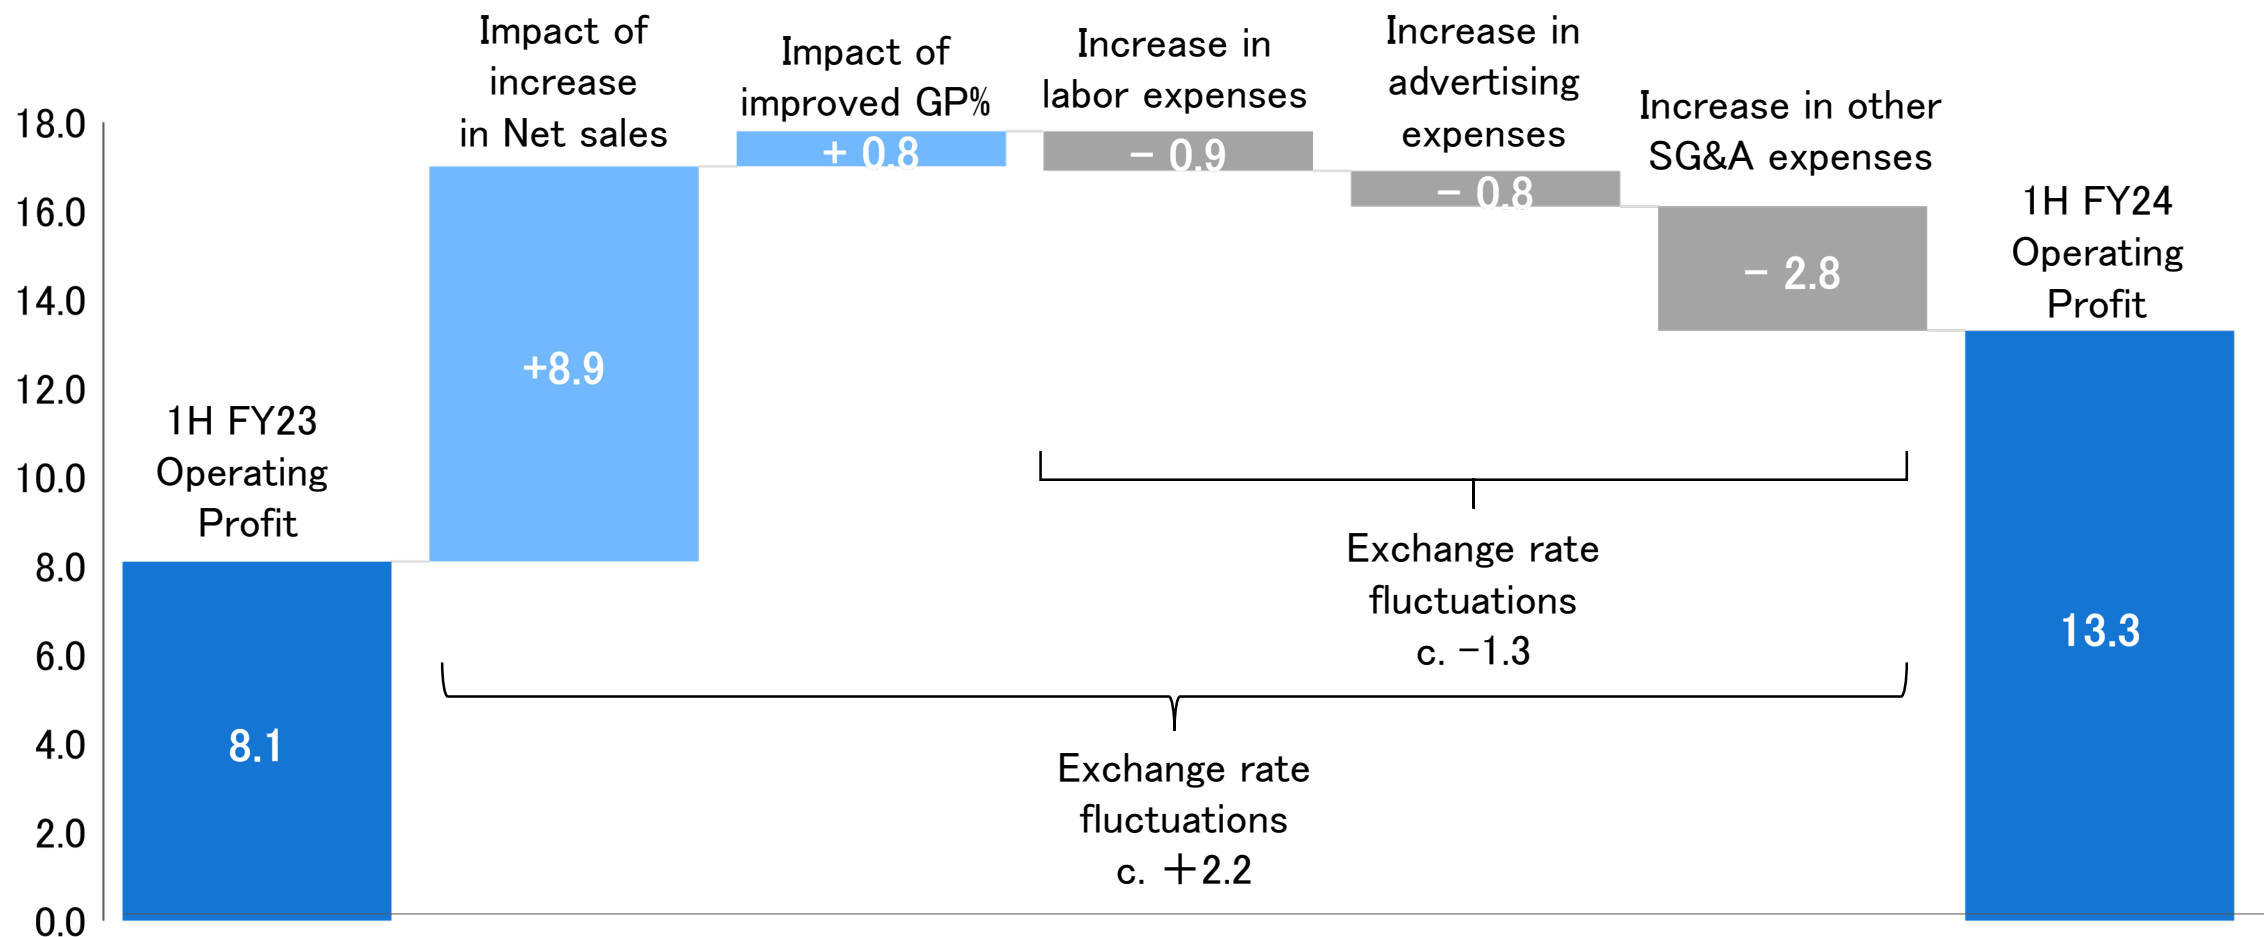 Impact of
increase
in Net sales
Impact of
improved GP%
Increase in
labor expenses
Increase in
advertising
expenses
Increase in other
SG&A expenses
1H FY24
Operating
Profit
1H FY23
Operating
Profit
18.0
16.0
14.0
12.0
10.0
8.0
6.0
4.0
2.0
0.0
8.1
+8.9
+ 0.8
− 0.9
− 0.8
− 2.8
13.3
Exchange rate
fluctuations
c. −1.3
Exchange rate
fluctuations
c. +2.2